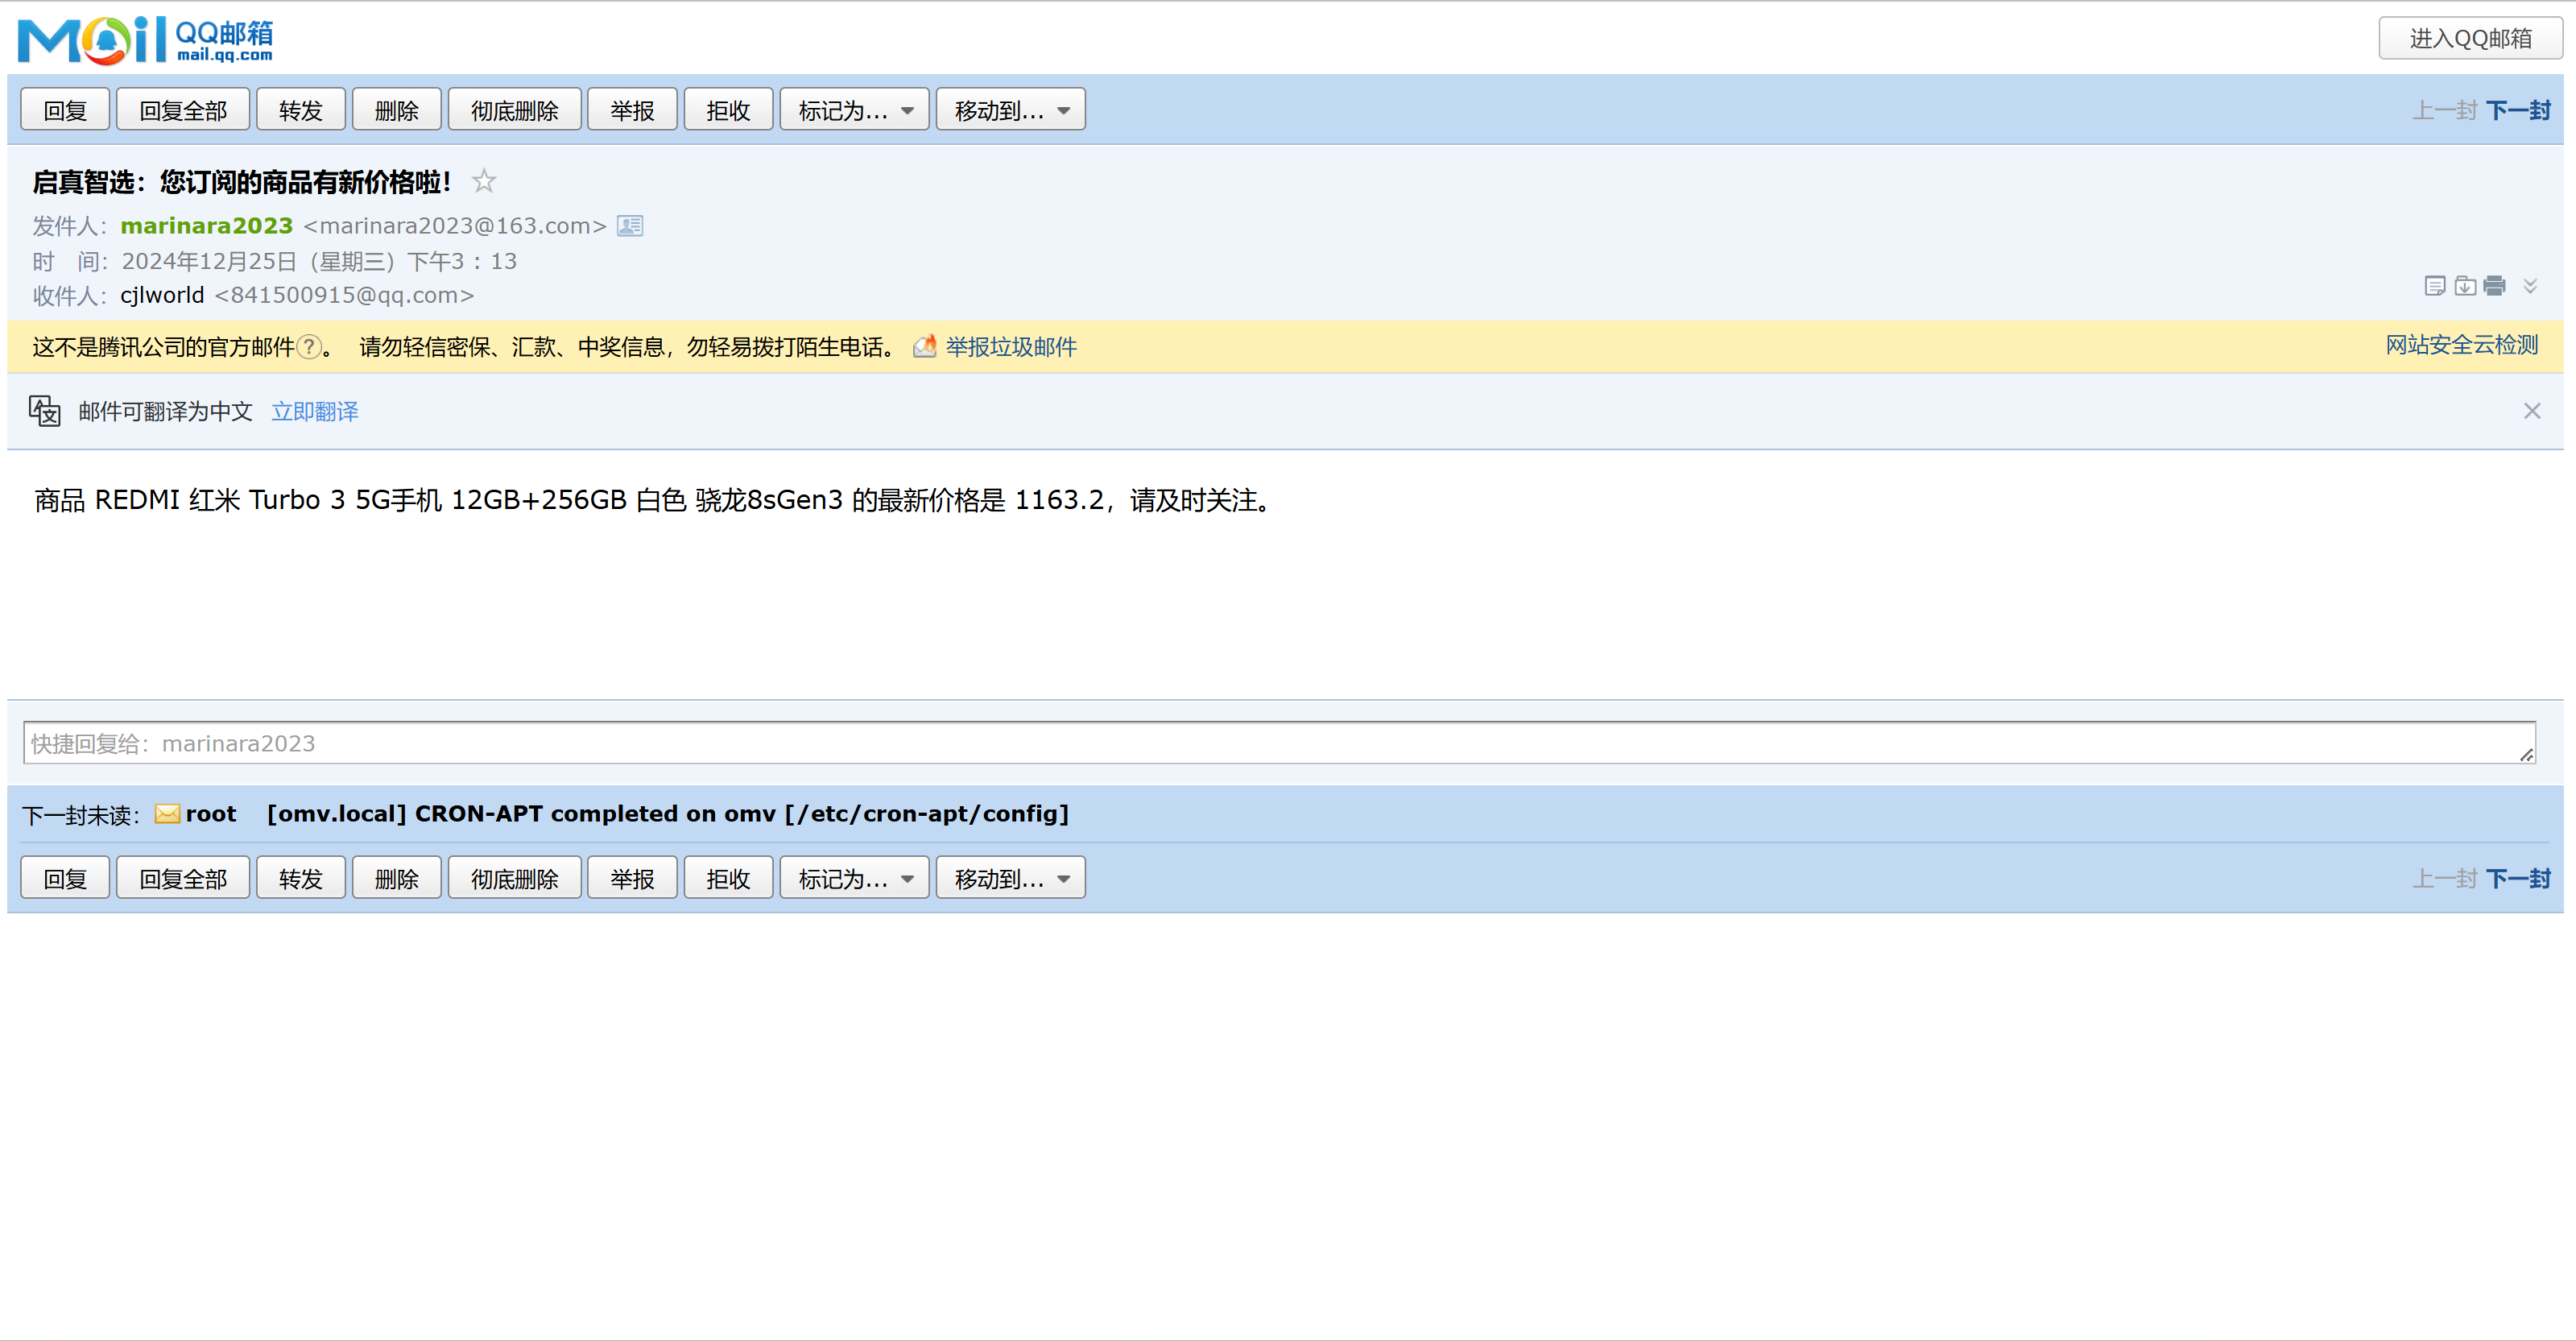 Mail QQ邮箱
mail.qq.com
进入QQ邮箱
回复 回复全部 转发 删除 彻底删除 举报 拒收 标记为... 移动到... 上一封 下一封
启真智选：您订阅的商品有新价格啦！
发件人：marinara2023 <marinara2023@163.com>
时 间：2024年12月25日（星期三）下午3：13
收件人：cjlworld <841500915@qq.com>
这不是腾讯公司的官方邮件?。 请勿轻信密保、汇款、中奖信息，勿轻易拨打陌生电话。 举报垃圾邮件 网站安全云检测
邮件可翻译为中文 立即翻译
商品 REDMI 红米 Turbo 3 5G手机 12GB+256GB 白色 骁龙8sGen3 的最新价格是 1163.2，请及时关注。
快捷回复给：marinara2023
下一封未读：root [omv.local] CRON-APT completed on omv [/etc/cron-apt/config]
回复 回复全部 转发 删除 彻底删除 举报 拒收 标记为... 移动到... 上一封 下一封